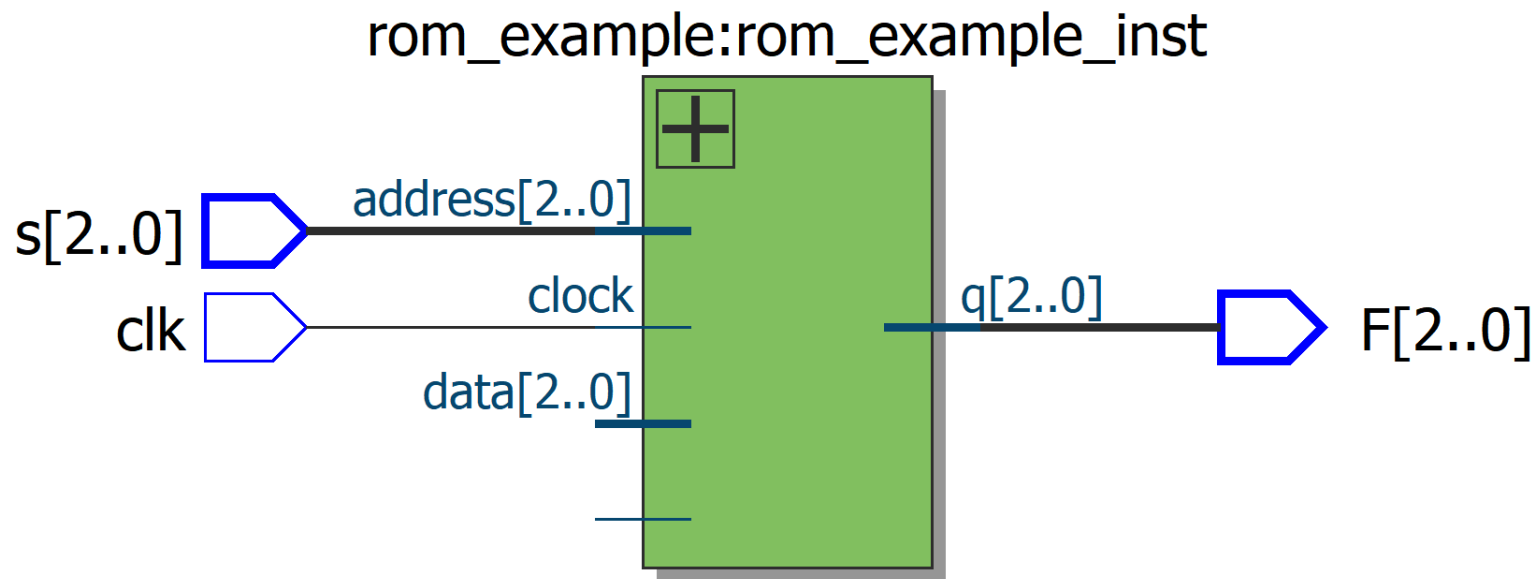 rom_example:rom_example_inst
s[2..0]
address[2..0]
clk
clock
data[2..0]
q[2..0]
F[2..0]